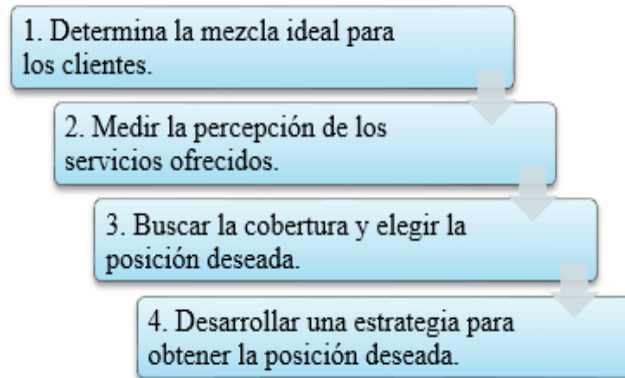 1. Determina la mezcla ideal para
los clientes.
2. Medir la percepción de los
servicios ofrecidos.
3. Buscar la cobertura y elegir la
posición deseada.
4. Desarrollar una estrategia para
obtener la posición deseada.